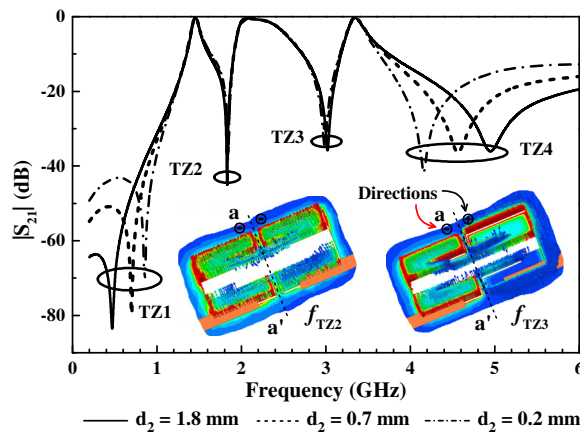 0
-20
-40
-60
-80
|S21| (dB)
TZ1
TZ2
TZ3
TZ4
Directions
a ⊖ ⊖
a ⊖ ⊕
a' fTZ2
a' fTZ3
0 1 2 3 4 5 6
Frequency (GHz)
d2 = 1.8 mm d2 = 0.7 mm d2 = 0.2 mm